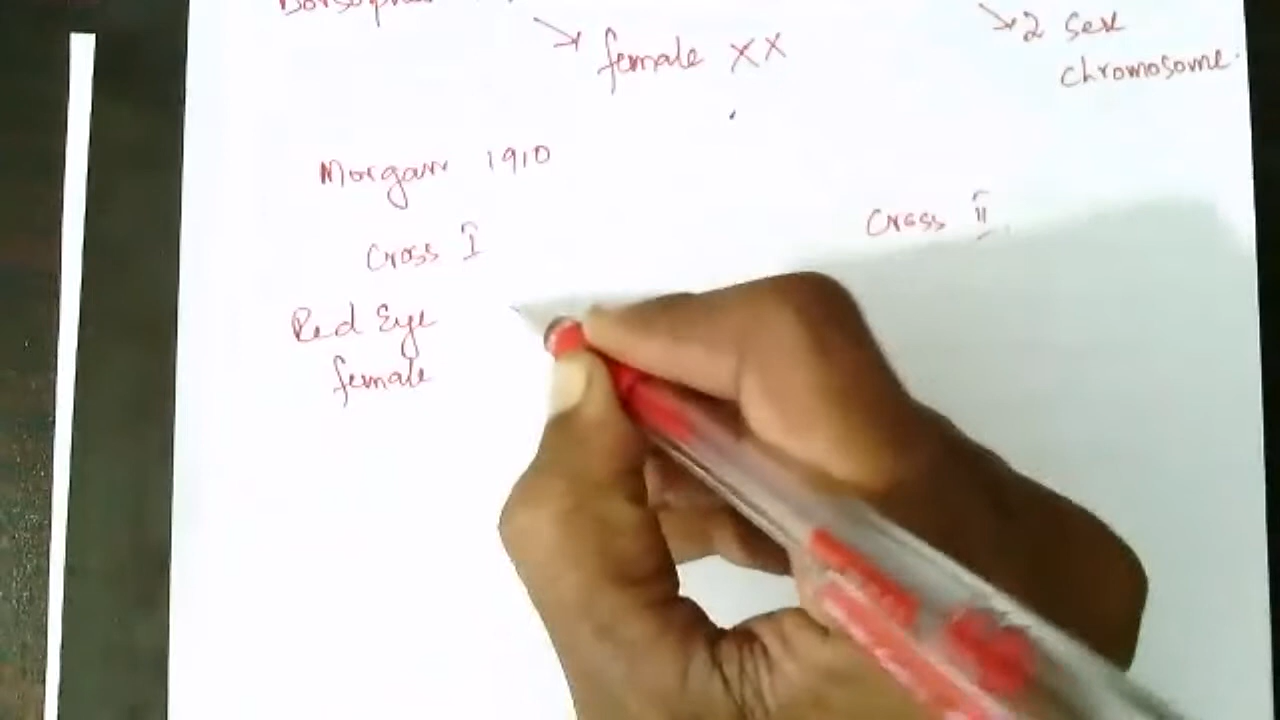 female XX
2 sex
chromosome.
Morgan 1910
Cross I
Cross II
Red Eye
female